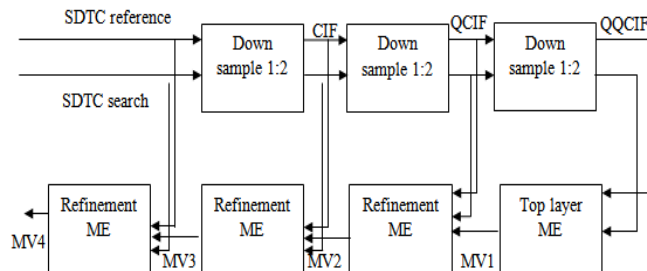 SDTC reference
CIF
QCIF
QQCIF
Down
sample 1:2
Down
sample 1:2
Down
sample 1:2
SDTC search
Refinement
ME
Refinement
ME
Refinement
ME
Top layer
ME
MV4
MV3
MV2
MV1